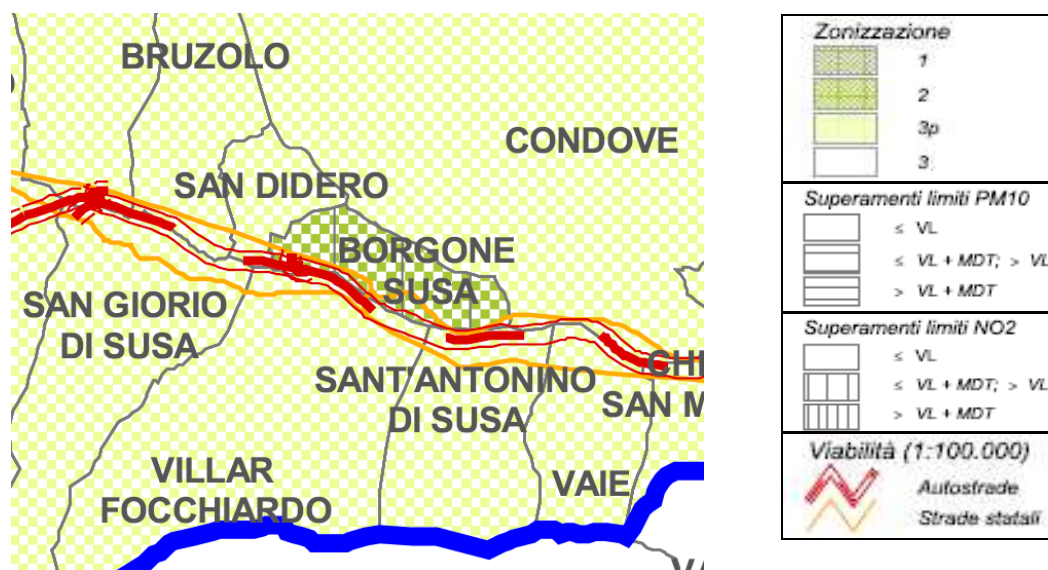 BRUZOLO
CONDOVE
SAN DIDERO
BORGONE
SUSA
SAN GIORIO
DI SUSA
SANT'ANTONINO
DI SUSA
CHI
SAN M
VILLAR
FOCCHIARDO
VAIE
Zonizzazione
1
2
3p
3
Superamenti limiti PM10
≤ VL
≤ VL + MDT; > VL
> VL + MDT
Superamenti limiti NO2
≤ VL
≤ VL + MDT; > VL
> VL + MDT
Viabilità (1:100.000)
Autostrade
Strade statali